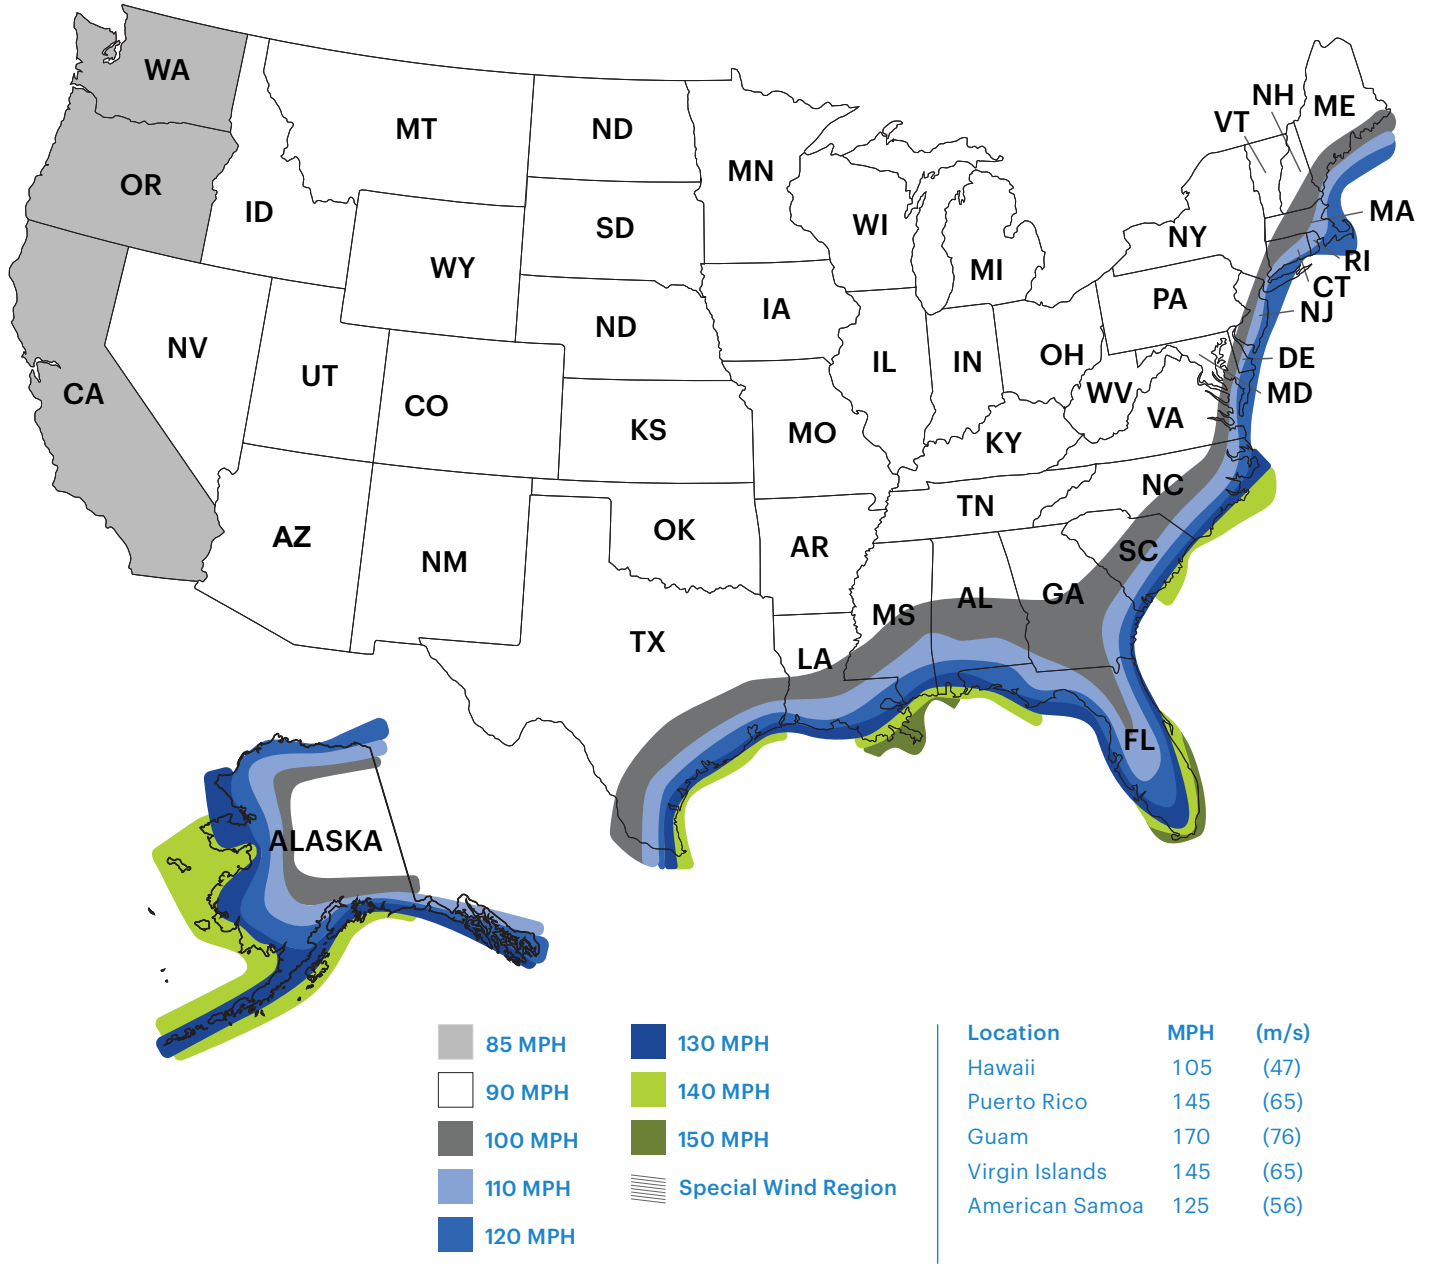 WA
OR
CA
MT
ID
WY
NV
UT
CO
AZ
NM
ND
SD
ND
KS
OK
TX
MN
IA
MO
AR
LA
WI
IL
MI
IN
OH
KY
TN
MS
AL
GA
FL
SC
NC
VA
WV
PA
NY
VT
NH
ME
MA
RI
CT
NJ
DE
MD
ALASKA
85 MPH
90 MPH
100 MPH
110 MPH
120 MPH
130 MPH
140 MPH
150 MPH
Special Wind Region
Location MPH (m/s)
Hawaii 105 (47)
Puerto Rico 145 (65)
Guam 170 (76)
Virgin Islands 145 (65)
American Samoa 125 (56)